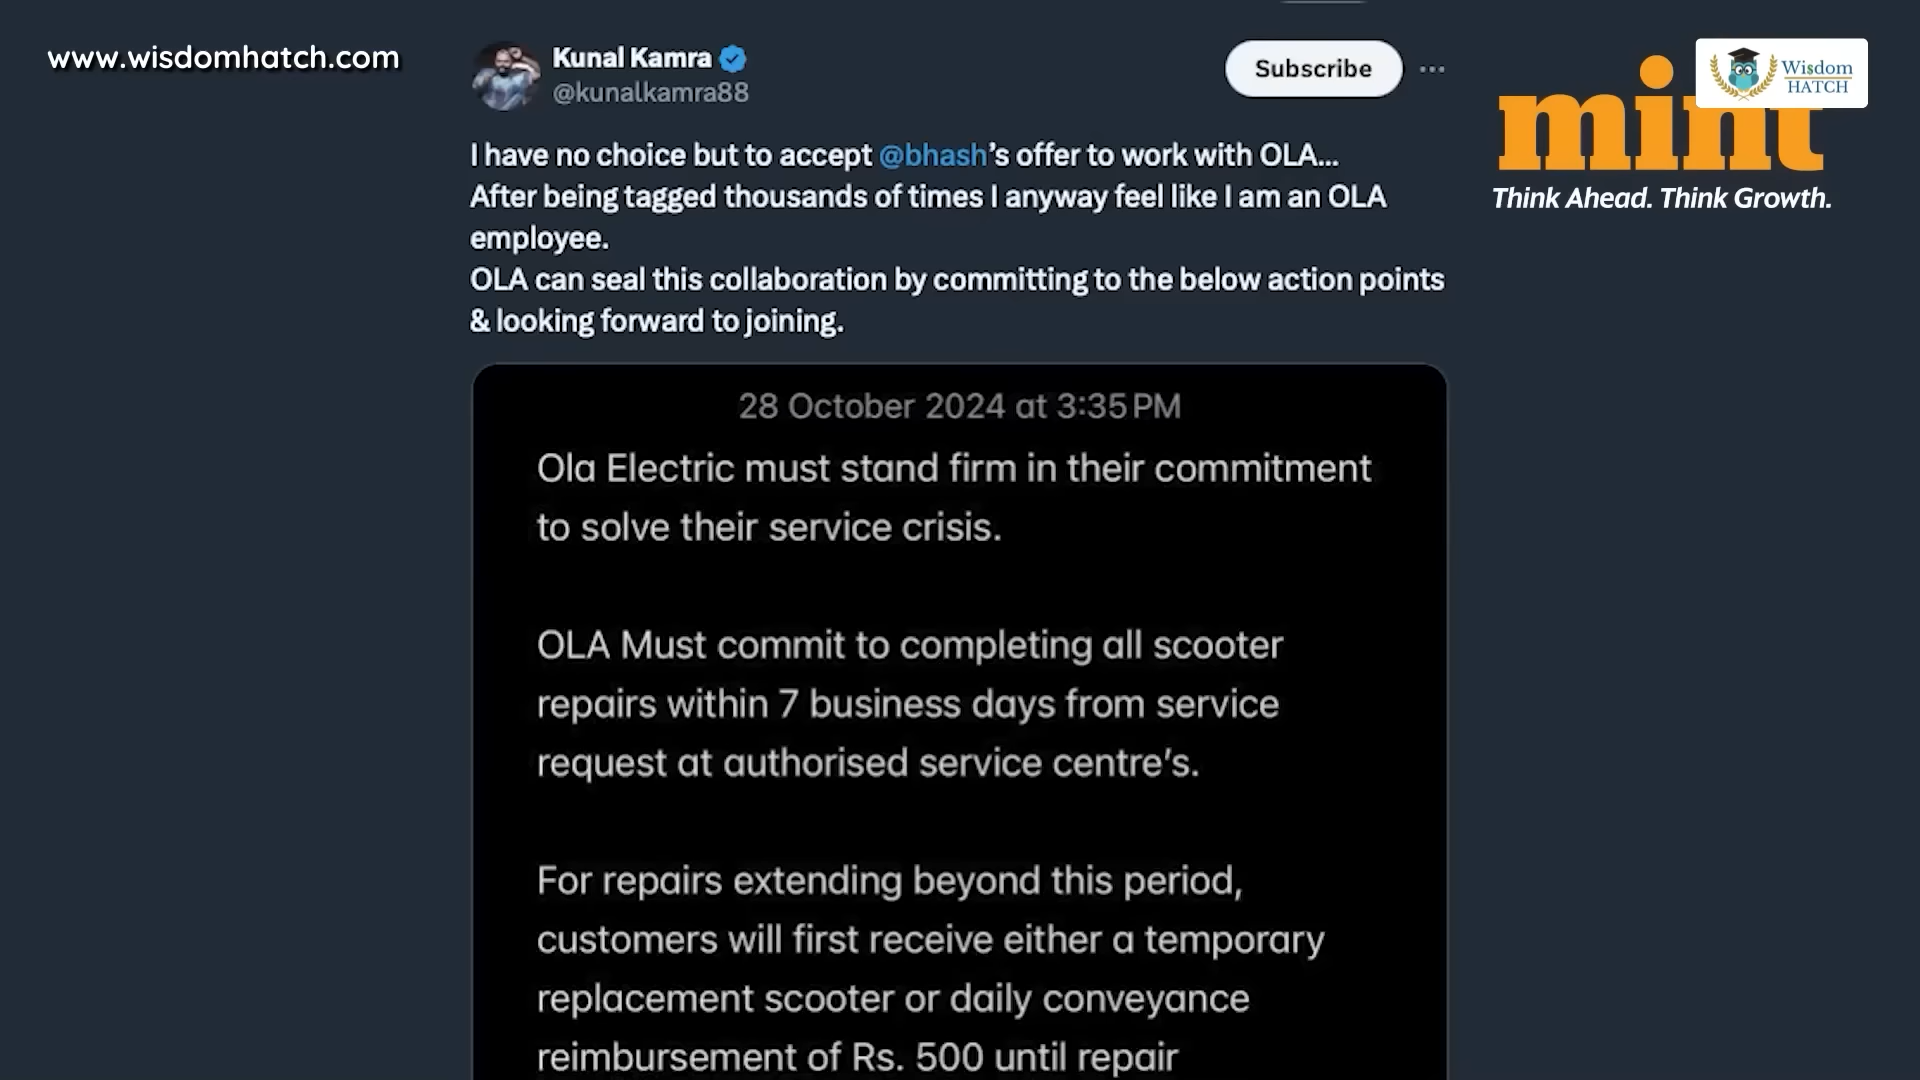 www.wisdomhatch.com
Kunal Kamra
@kunalkamra88
Subscribe
mint
Think Ahead. Think Growth.
Wisdom
HATCH
I have no choice but to accept @bhash’s offer to work with OLA...
After being tagged thousands of times I anyway feel like I am an OLA
employee.
OLA can seal this collaboration by committing to the below action points
& looking forward to joining.
28 October 2024 at 3:35 PM
Ola Electric must stand firm in their commitment
to solve their service crisis.
OLA Must commit to completing all scooter
repairs within 7 business days from service
request at authorised service centre’s.
For repairs extending beyond this period,
customers will first receive either a temporary
replacement scooter or daily conveyance
reimbursement of Rs. 500 until repair